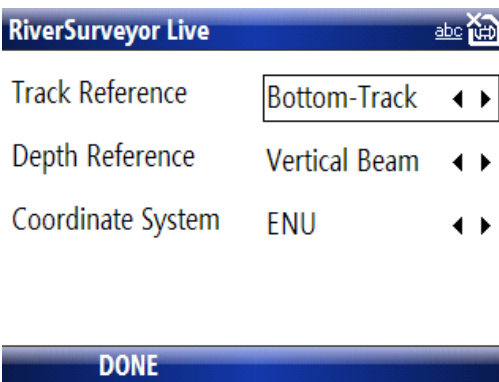 RiverSurveyor Live abc
Track Reference Bottom-Track
Depth Reference Vertical Beam
Coordinate System ENU
DONE